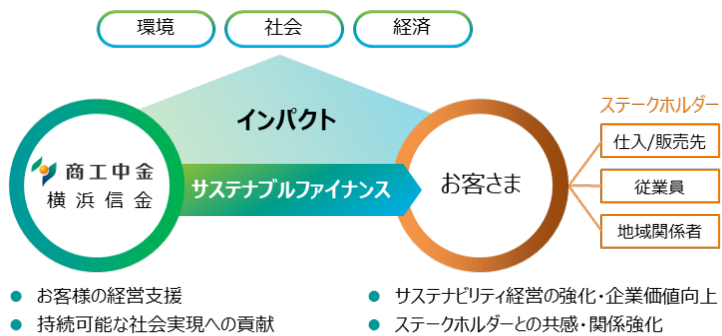 環境
社会
経済
インパクト
商工中金
横浜信金
サステナブルファイナンス
お客さま
ステークホルダー
仕入/販売先
従業員
地域関係者
● お客様の経営支援
● 持続可能な社会実現への貢献
● サステナビリティ経営の強化・企業価値向上
● ステークホルダーとの共感・関係強化